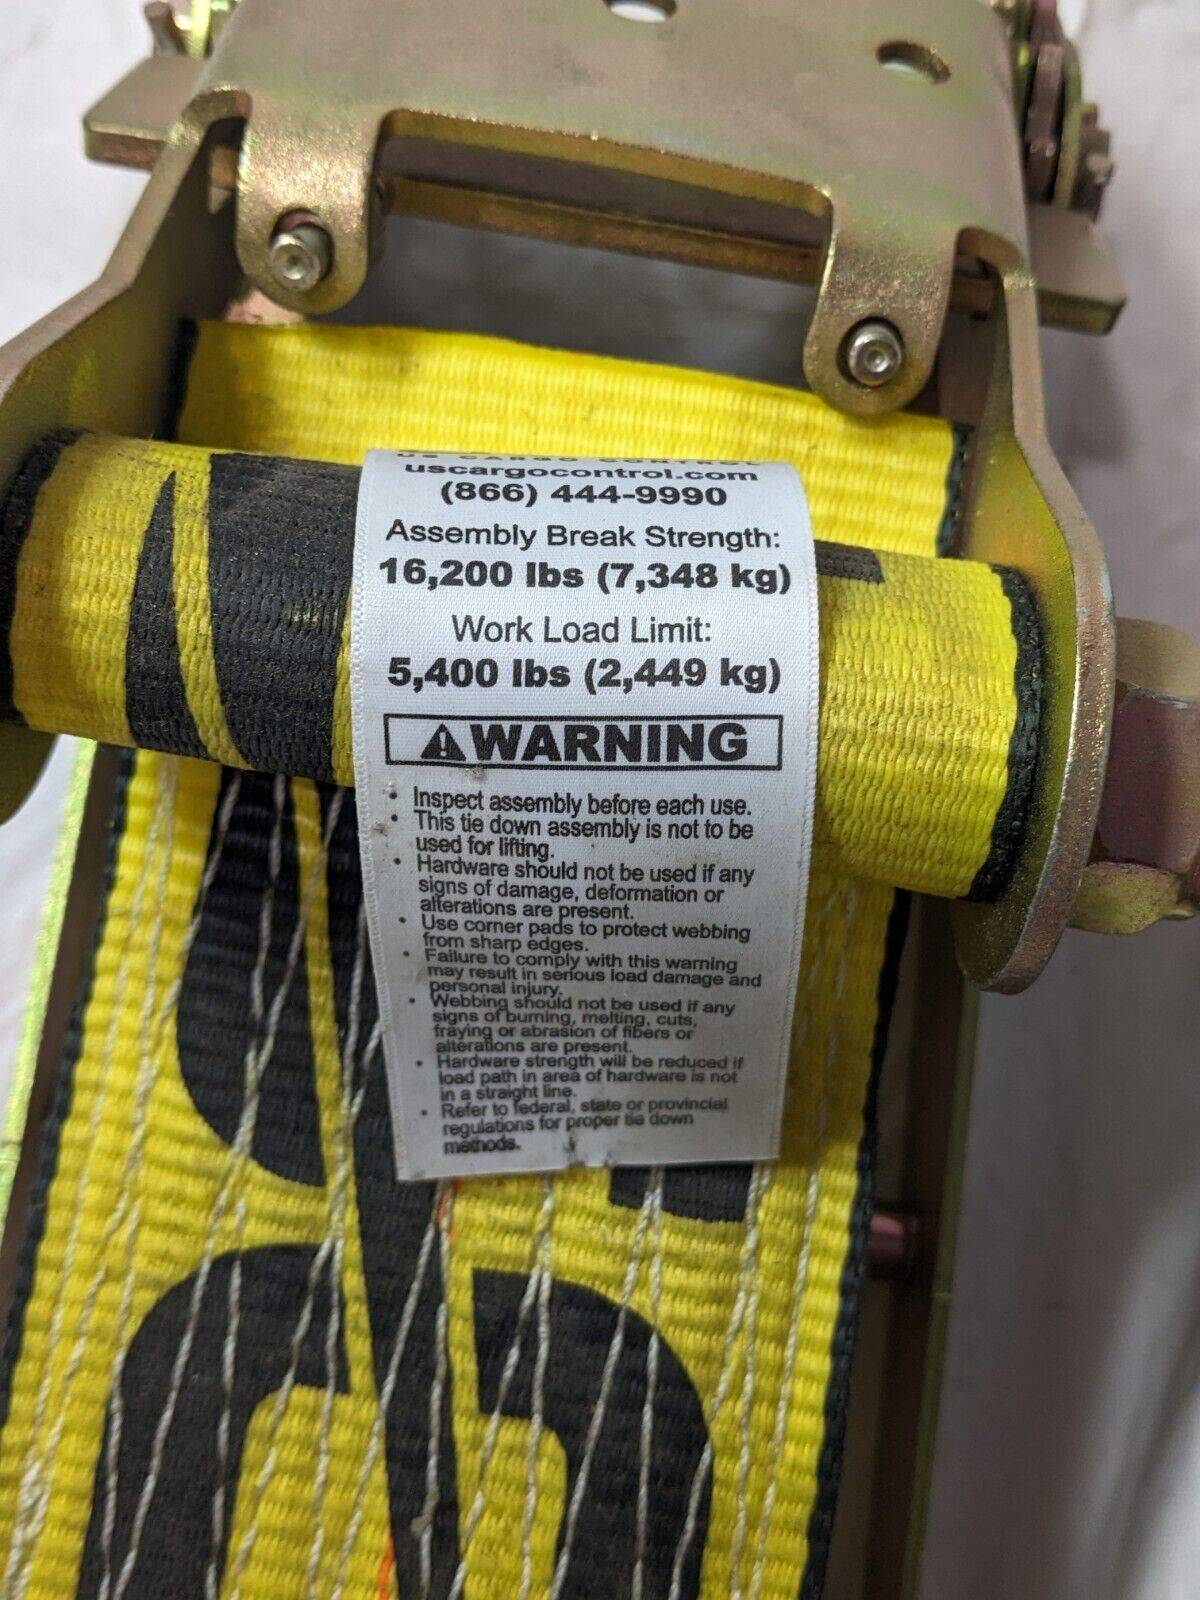 US CARGO CONTROL
uscargocontrol.com
(866) 444-9990
Assembly Break Strength:
16,200 lbs (7,348 kg)
Work Load Limit:
5,400 lbs (2,449 kg)
⚠WARNING
• Inspect assembly before each use.
• This tie down assembly is not to be
used for lifting.
• Hardware should not be used if any
signs of damage, deformation or
alterations are present.
• Use corner pads to protect webbing
from sharp edges.
• Failure to comply with this warning
may result in serious load damage and
personal injury.
• Webbing should not be used if any
signs of burning, melting, cuts,
fraying or abrasion of fibers or
alterations are present.
• Hardware strength will be reduced if
load path in area of hardware is not
in a straight line.
• Refer to federal, state or provincial
regulations for proper tie down
methods.